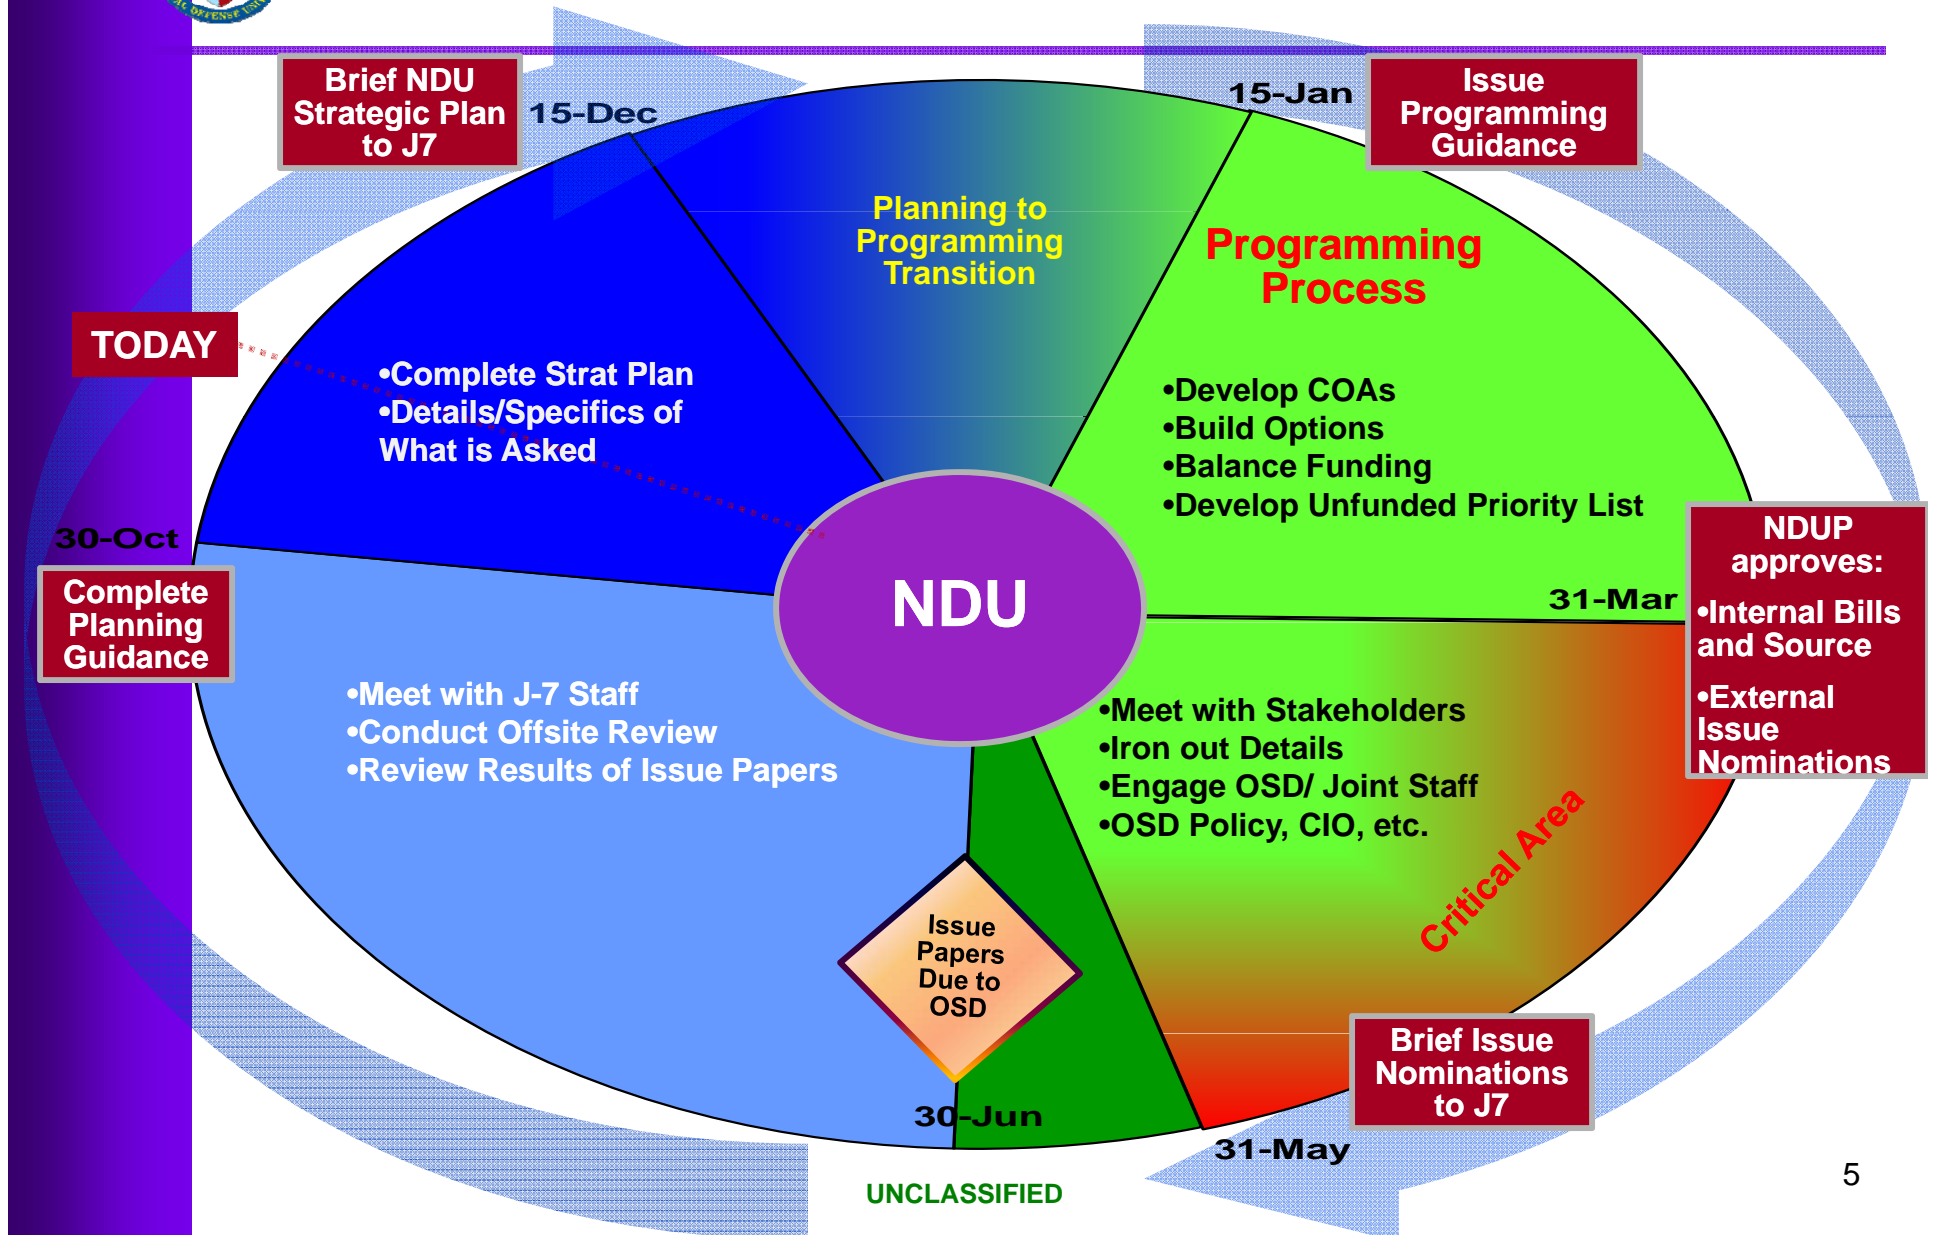 AL DEFENSE UNI
Brief NDU
Strategic Plan
to J7
15-Dec
15-Jan
Issue
Programming
Guidance
Planning to
Programming
Transition
Programming
Process
TODAY
•Complete Strat Plan
•Details/Specifics of
What is Asked
•Develop COAs
•Build Options
•Balance Funding
•Develop Unfunded Priority List
30-Oct
Complete
Planning
Guidance
NDU
31-Mar
NDUP
approves:
•Internal Bills
and Source
•External
Issue
Nominations
•Meet with J-7 Staff
•Conduct Offsite Review
•Review Results of Issue Papers
•Meet with Stakeholders
•Iron out Details
•Engage OSD/ Joint Staff
•OSD Policy, CIO, etc.
Critical Area
Issue
Papers
Due to
OSD
Brief Issue
Nominations
to J7
30-Jun
31-May
UNCLASSIFIED
5